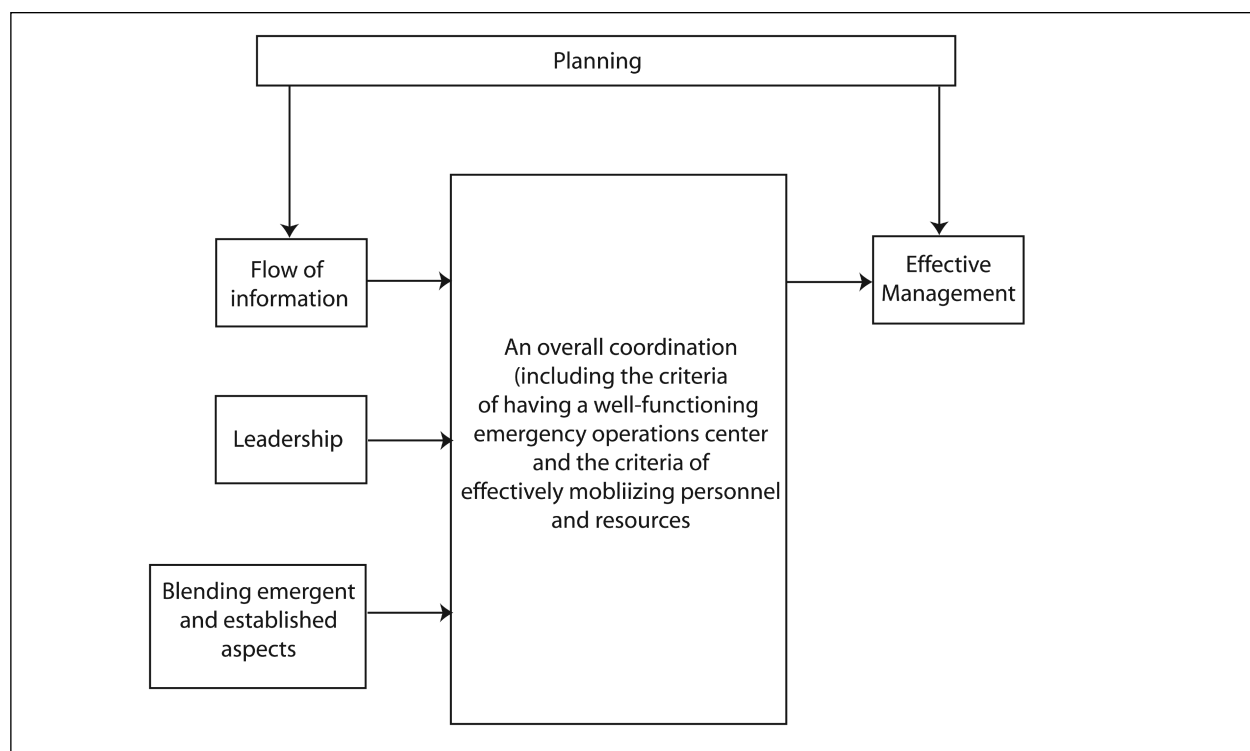 Planning
Flow of
information
Effective
Management
An overall coordination
(including the criteria
of having a well-functioning
emergency operations center
and the criteria of
effectively mobliizing personnel
and resources
Leadership
Blending emergent
and established
aspects